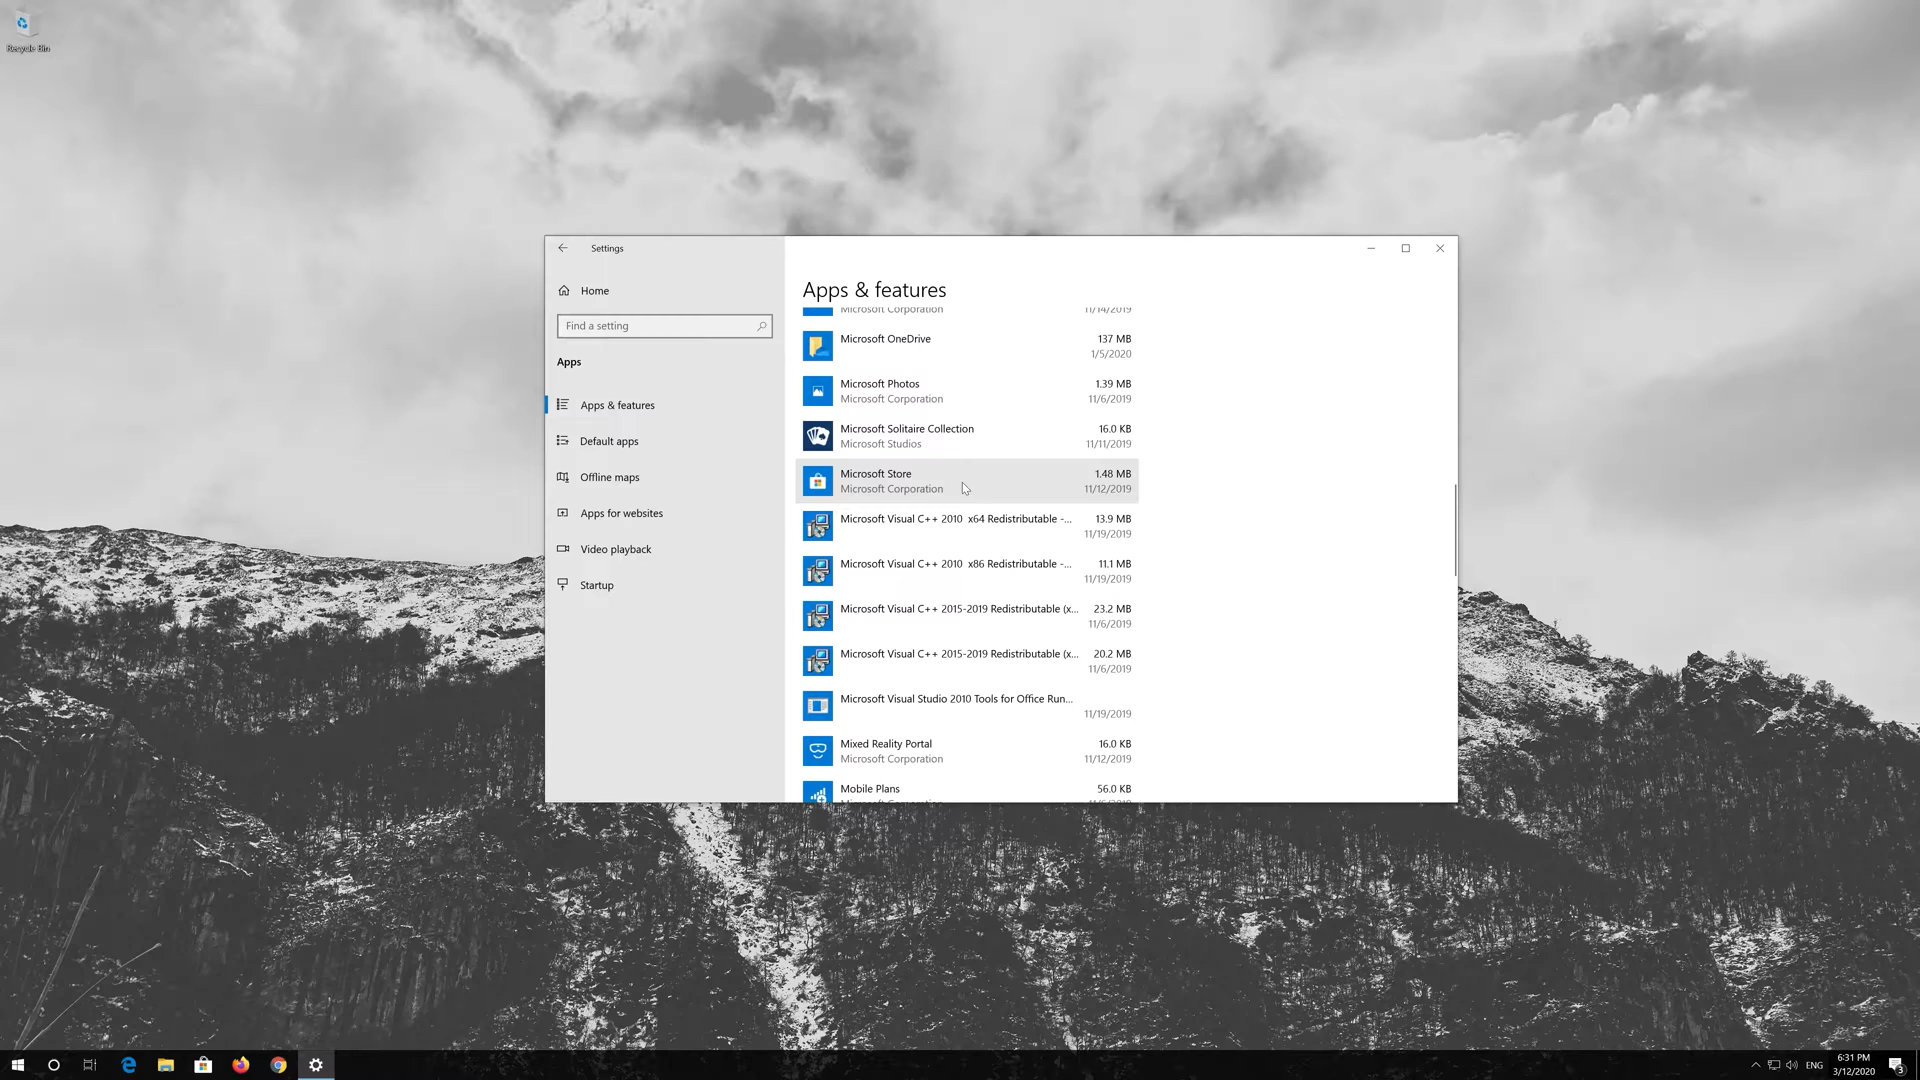 Recycle Bin
Settings
Home
Find a setting
Apps
Apps & features
Default apps
Offline maps
Apps for websites
Video playback
Startup
Apps & features
Microsoft Corporation 11/14/2019
Microsoft OneDrive 137 MB
1/5/2020
Microsoft Photos 1.39 MB
Microsoft Corporation 11/6/2019
Microsoft Solitaire Collection 16.0 KB
Microsoft Studios 11/11/2019
Microsoft Store 1.48 MB
Microsoft Corporation 11/12/2019
Microsoft Visual C++ 2010  x64 Redistributable -... 13.9 MB
11/19/2019
Microsoft Visual C++ 2010  x86 Redistributable -... 11.1 MB
11/19/2019
Microsoft Visual C++ 2015-2019 Redistributable (x... 23.2 MB
11/6/2019
Microsoft Visual C++ 2015-2019 Redistributable (x... 20.2 MB
11/6/2019
Microsoft Visual Studio 2010 Tools for Office Run...
11/19/2019
Mixed Reality Portal 16.0 KB
Microsoft Corporation 11/12/2019
Mobile Plans 56.0 KB
ENG
6:31 PM
3/12/2020
3